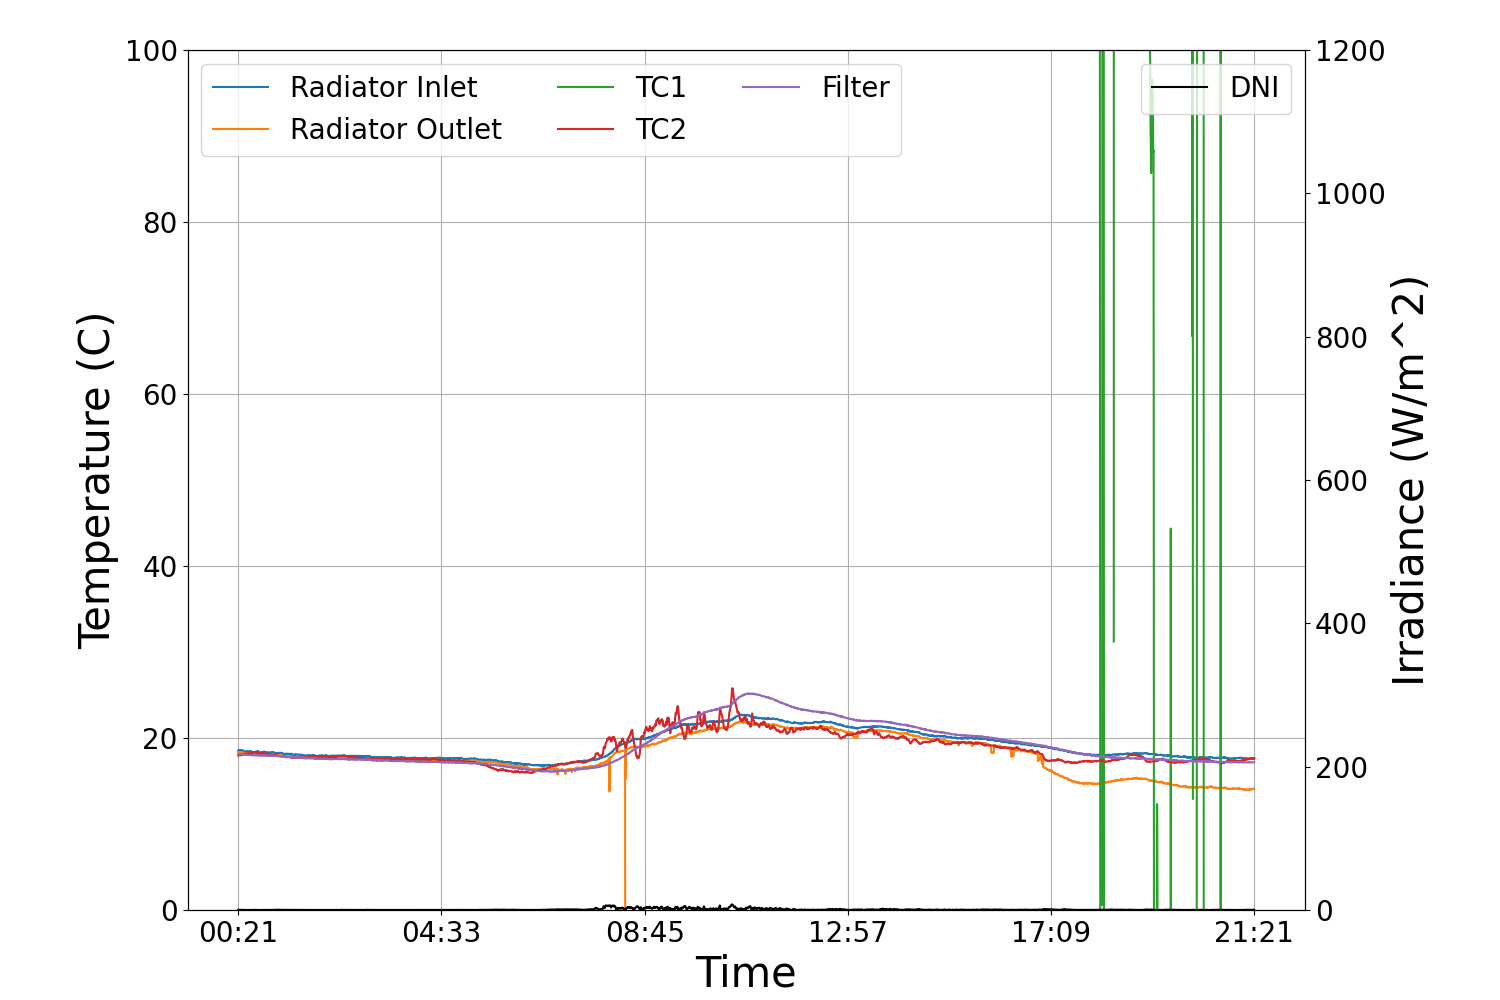 100
80
60
40
20
0
Temperature (C)
Radiator Inlet
Radiator Outlet
TC1
TC2
Filter
DNI
1200
1000
800
600
400
200
0
Irradiance (W/m^2)
00:21 04:33 08:45 12:57 17:09 21:21
Time